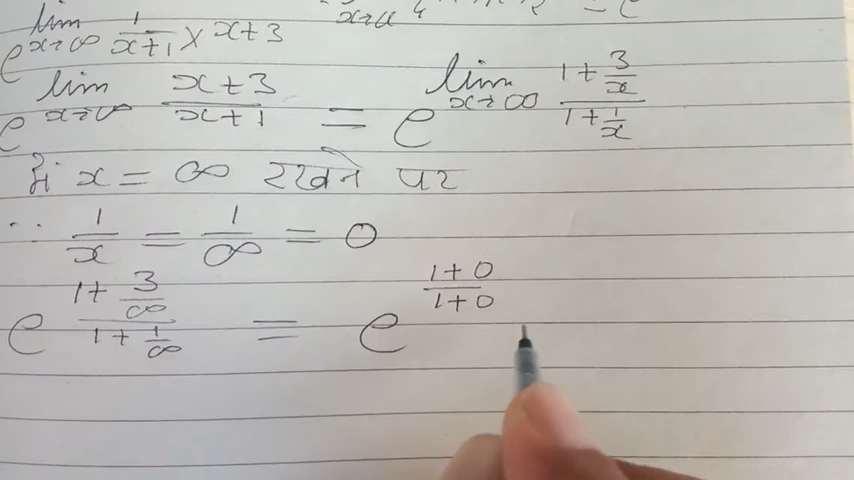 e^{lim x→∞ 1/(x+1) × x+3}
e^{lim x→∞ (x+3)/(x+1)} = e^{lim x→∞ (1+3/x)/(1+1/x)}
में x = ∞ रखने पर
∵ 1/x = 1/∞ = 0
e^{(1+3/∞)/(1+1/∞)} = e^{(1+0)/(1+0)}